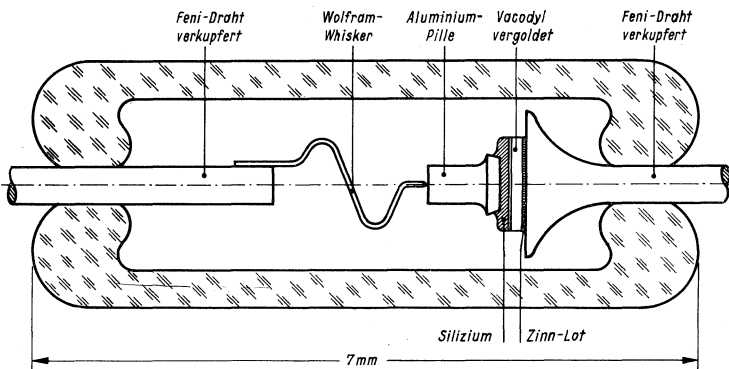 Feni-Draht
verkupfert
Wolfram-
Whisker
Aluminium-
Pille
Vacodyl
vergoldet
Feni-Draht
verkupfert
Silizium
Zinn-Lot
7mm